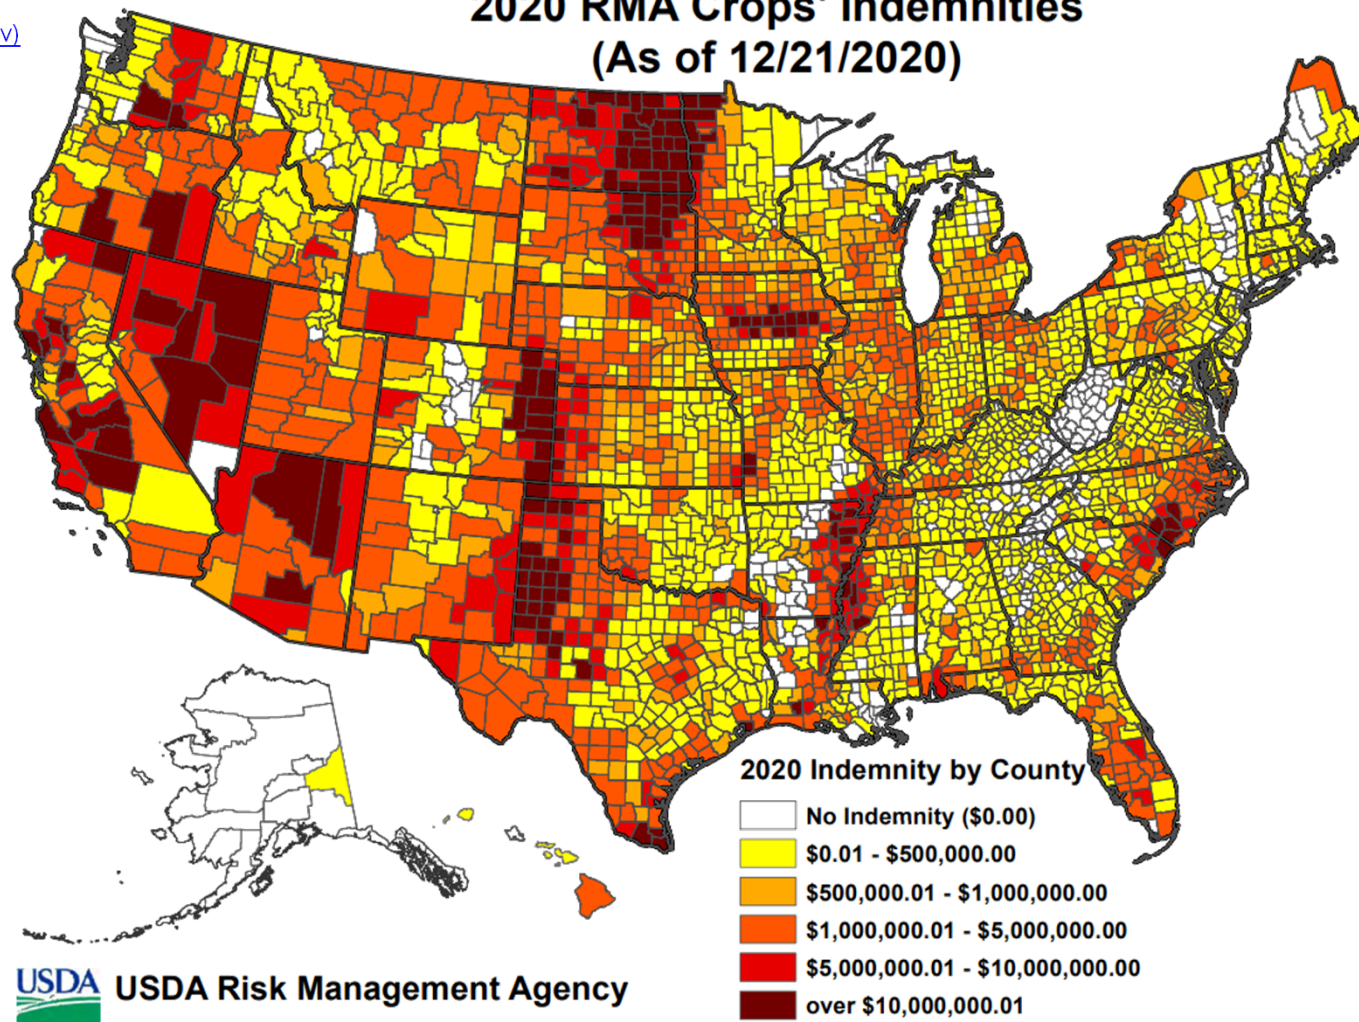 2020 RMA Crops' Indemnities
v)
(As of 12/21/2020)
2020 Indemnity by County
No Indemnity ($0.00)
$0.01 - $500,000.00
$500,000.01 - $1,000,000.00
$1,000,000.01 - $5,000,000.00
$5,000,000.01 - $10,000,000.00
over $10,000,000.01
USDA
USDA Risk Management Agency